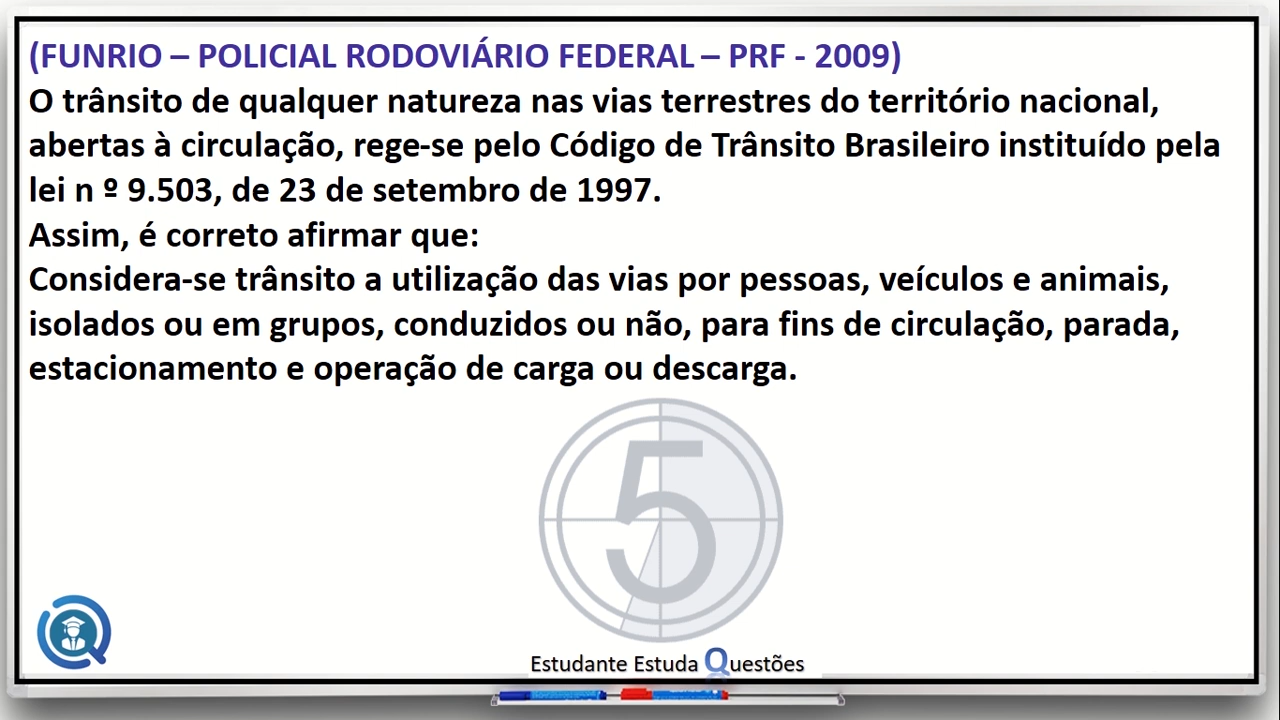 (FUNRIO – POLICIAL RODOVIÁRIO FEDERAL – PRF - 2009)
O trânsito de qualquer natureza nas vias terrestres do território nacional,
abertas à circulação, rege-se pelo Código de Trânsito Brasileiro instituído pela
lei n º 9.503, de 23 de setembro de 1997.
Assim, é correto afirmar que:
Considera-se trânsito a utilização das vias por pessoas, veículos e animais,
isolados ou em grupos, conduzidos ou não, para fins de circulação, parada,
estacionamento e operação de carga ou descarga.
5
Estudante Estuda Questões